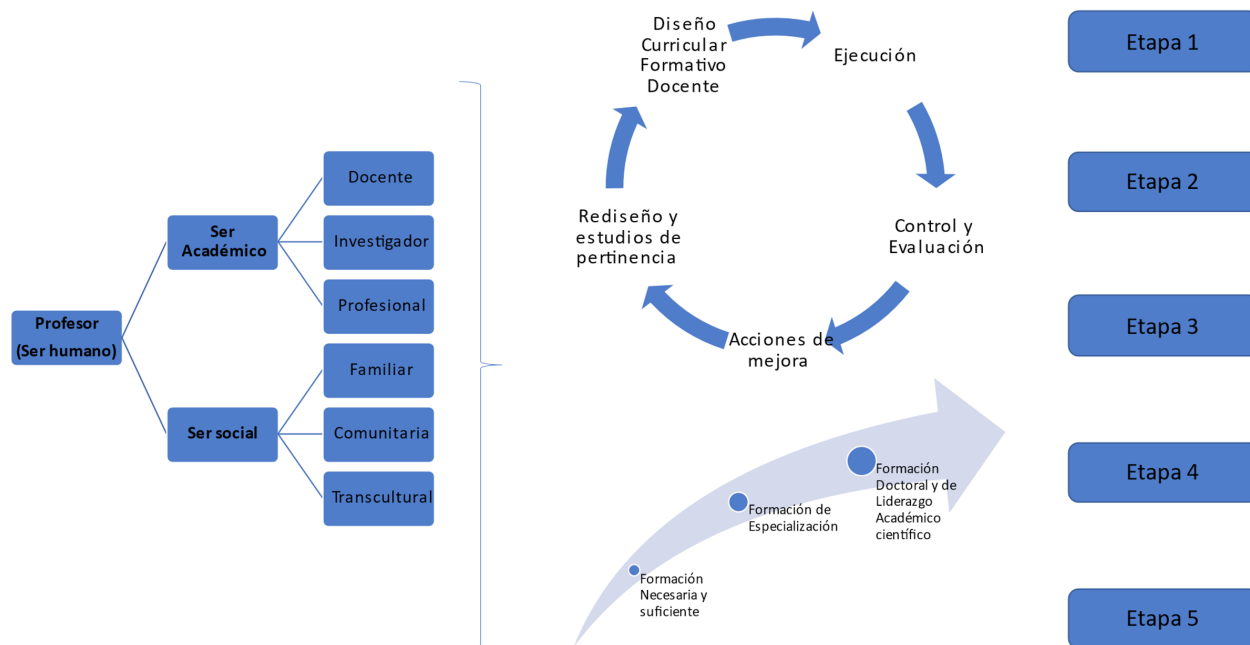 Profesor
(Ser humano)
Ser
Académico
Ser social
Docente
Investigador
Profesional
Familiar
Comunitaria
Transcultural
Diseño
Curricular
Formativo
Docente
Ejecución
Control y
Evaluación
Acciones de
mejora
Rediseño y
estudios de
pertinencia
Formación
Necesaria y
suficiente
Formación de
Especialización
Formación
Doctoral y de
Liderazgo
Académico
científico
Etapa 1
Etapa 2
Etapa 3
Etapa 4
Etapa 5